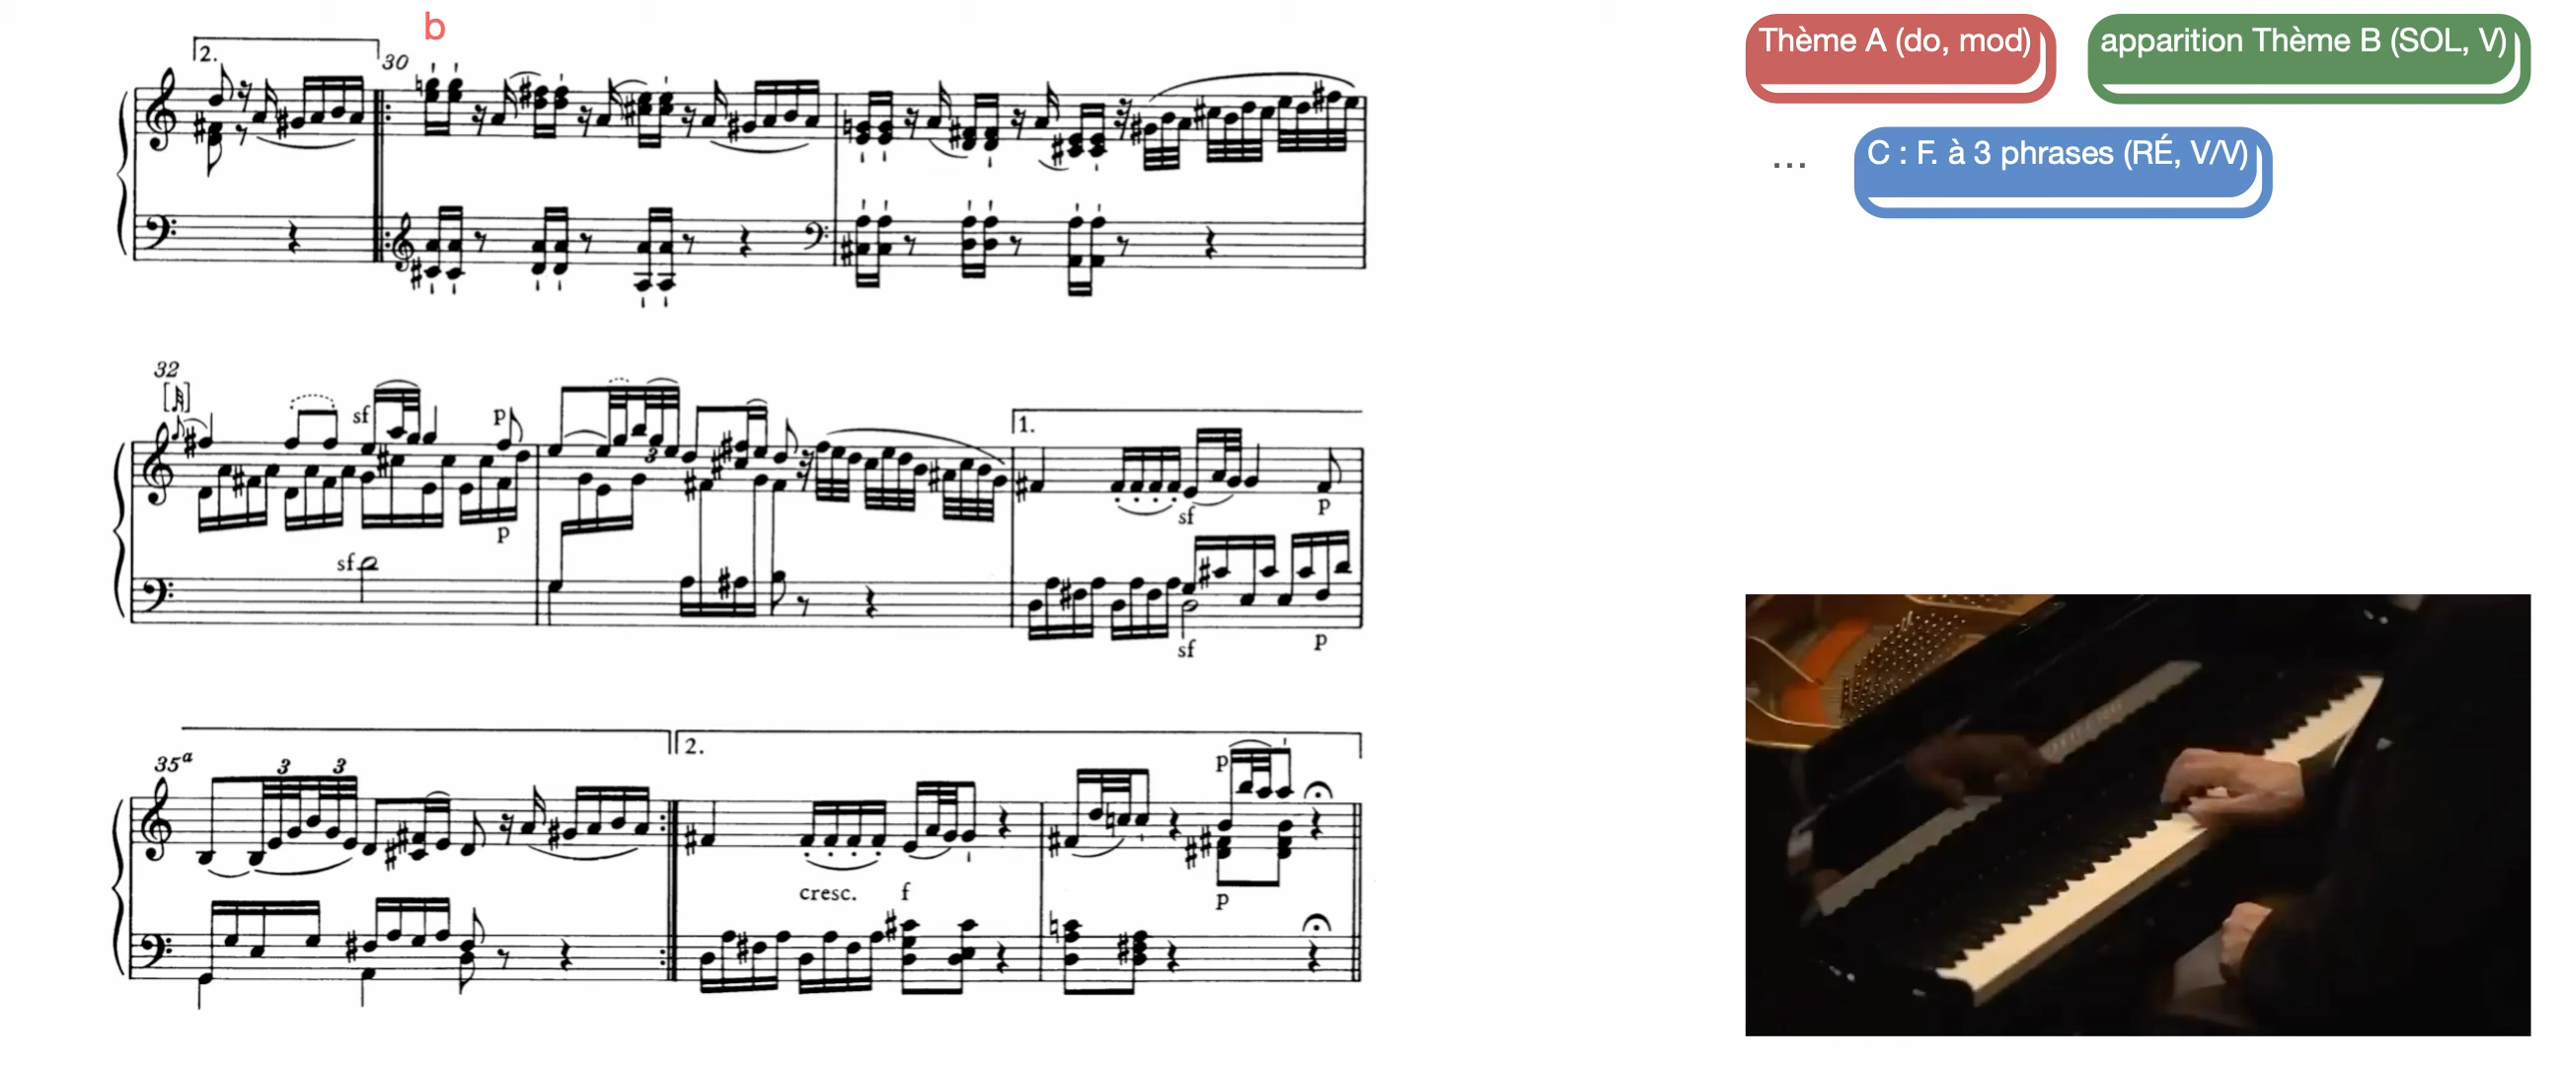 b
Thème A (do, mod)
apparition Thème B (SOL, V)
...
C : F. à 3 phrases (RÉ, V/V)
2.
30
32
sf
p
3
p
sf
1.
sf
p
sf
p
35a
3
3
2.
p
cresc.
f
p